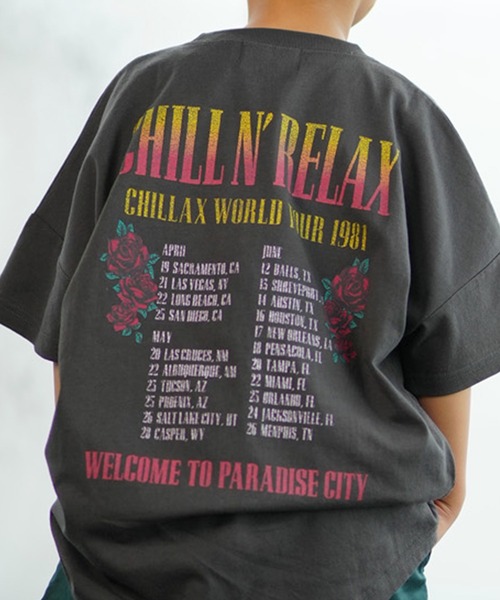 CHILL N' RELAX
CHILLAX WORLD TOUR 1981
APRIL
19 SACRAMENTO, CA
21 LAS VEGAS, NV
22 LONG BEACH, CA
25 SAN DIEGO, CA
MAY
20 LAS CRUCES, NM
22 ALBUQUERQUE, NM
23 TUCSON, AZ
25 PHOENIX, AZ
26 SALT LAKE CITY, UT
28 CASPER, WY
JUNE
12 DALLS, TX
13 SHREVEPORT,
14 AUSTIN, TX
16 HOUSTON, TX
17 NEW ORLEANS, LA
18 PENSACOLA, FL
20 TAMPA, FL
22 MIAMI, FL
23 ORLANDO, FL
24 JACKSONVILLE, FL
26 MEMPHIS, TN
WELCOME TO PARADISE CITY